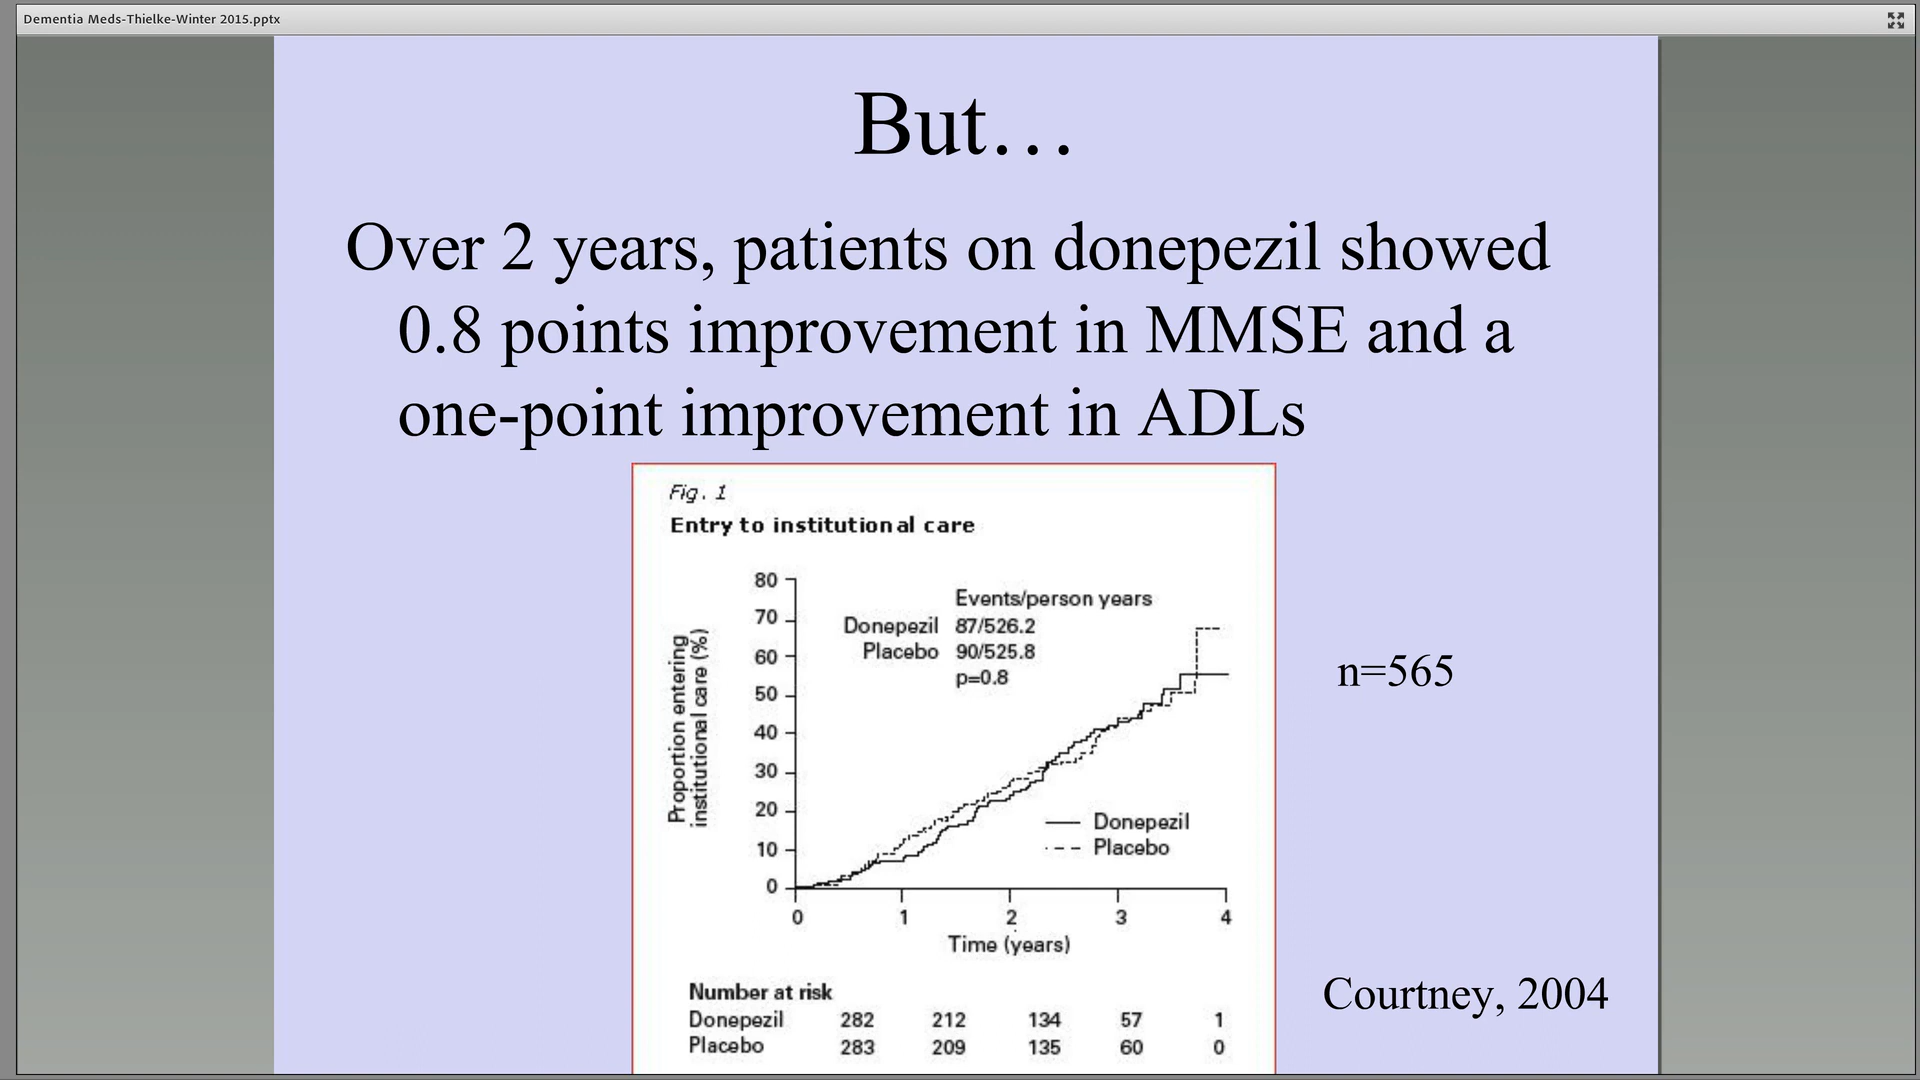 Dementia Meds-Thielke-Winter 2015.pptx
But…
Over 2 years, patients on donepezil showed
0.8 points improvement in MMSE and a
one-point improvement in ADLs
Fig. 1
Entry to institutional care
Proportion entering
institutional care (%)
80
70
60
50
40
30
20
10
0
Events/person years
Donepezil 87/526.2
Placebo 90/525.8
p=0.8
Donepezil
Placebo
0 1 2 3 4
Time (years)
Number at risk
Donepezil 282 212 134 57 1
Placebo 283 209 135 60 0
n=565
Courtney, 2004